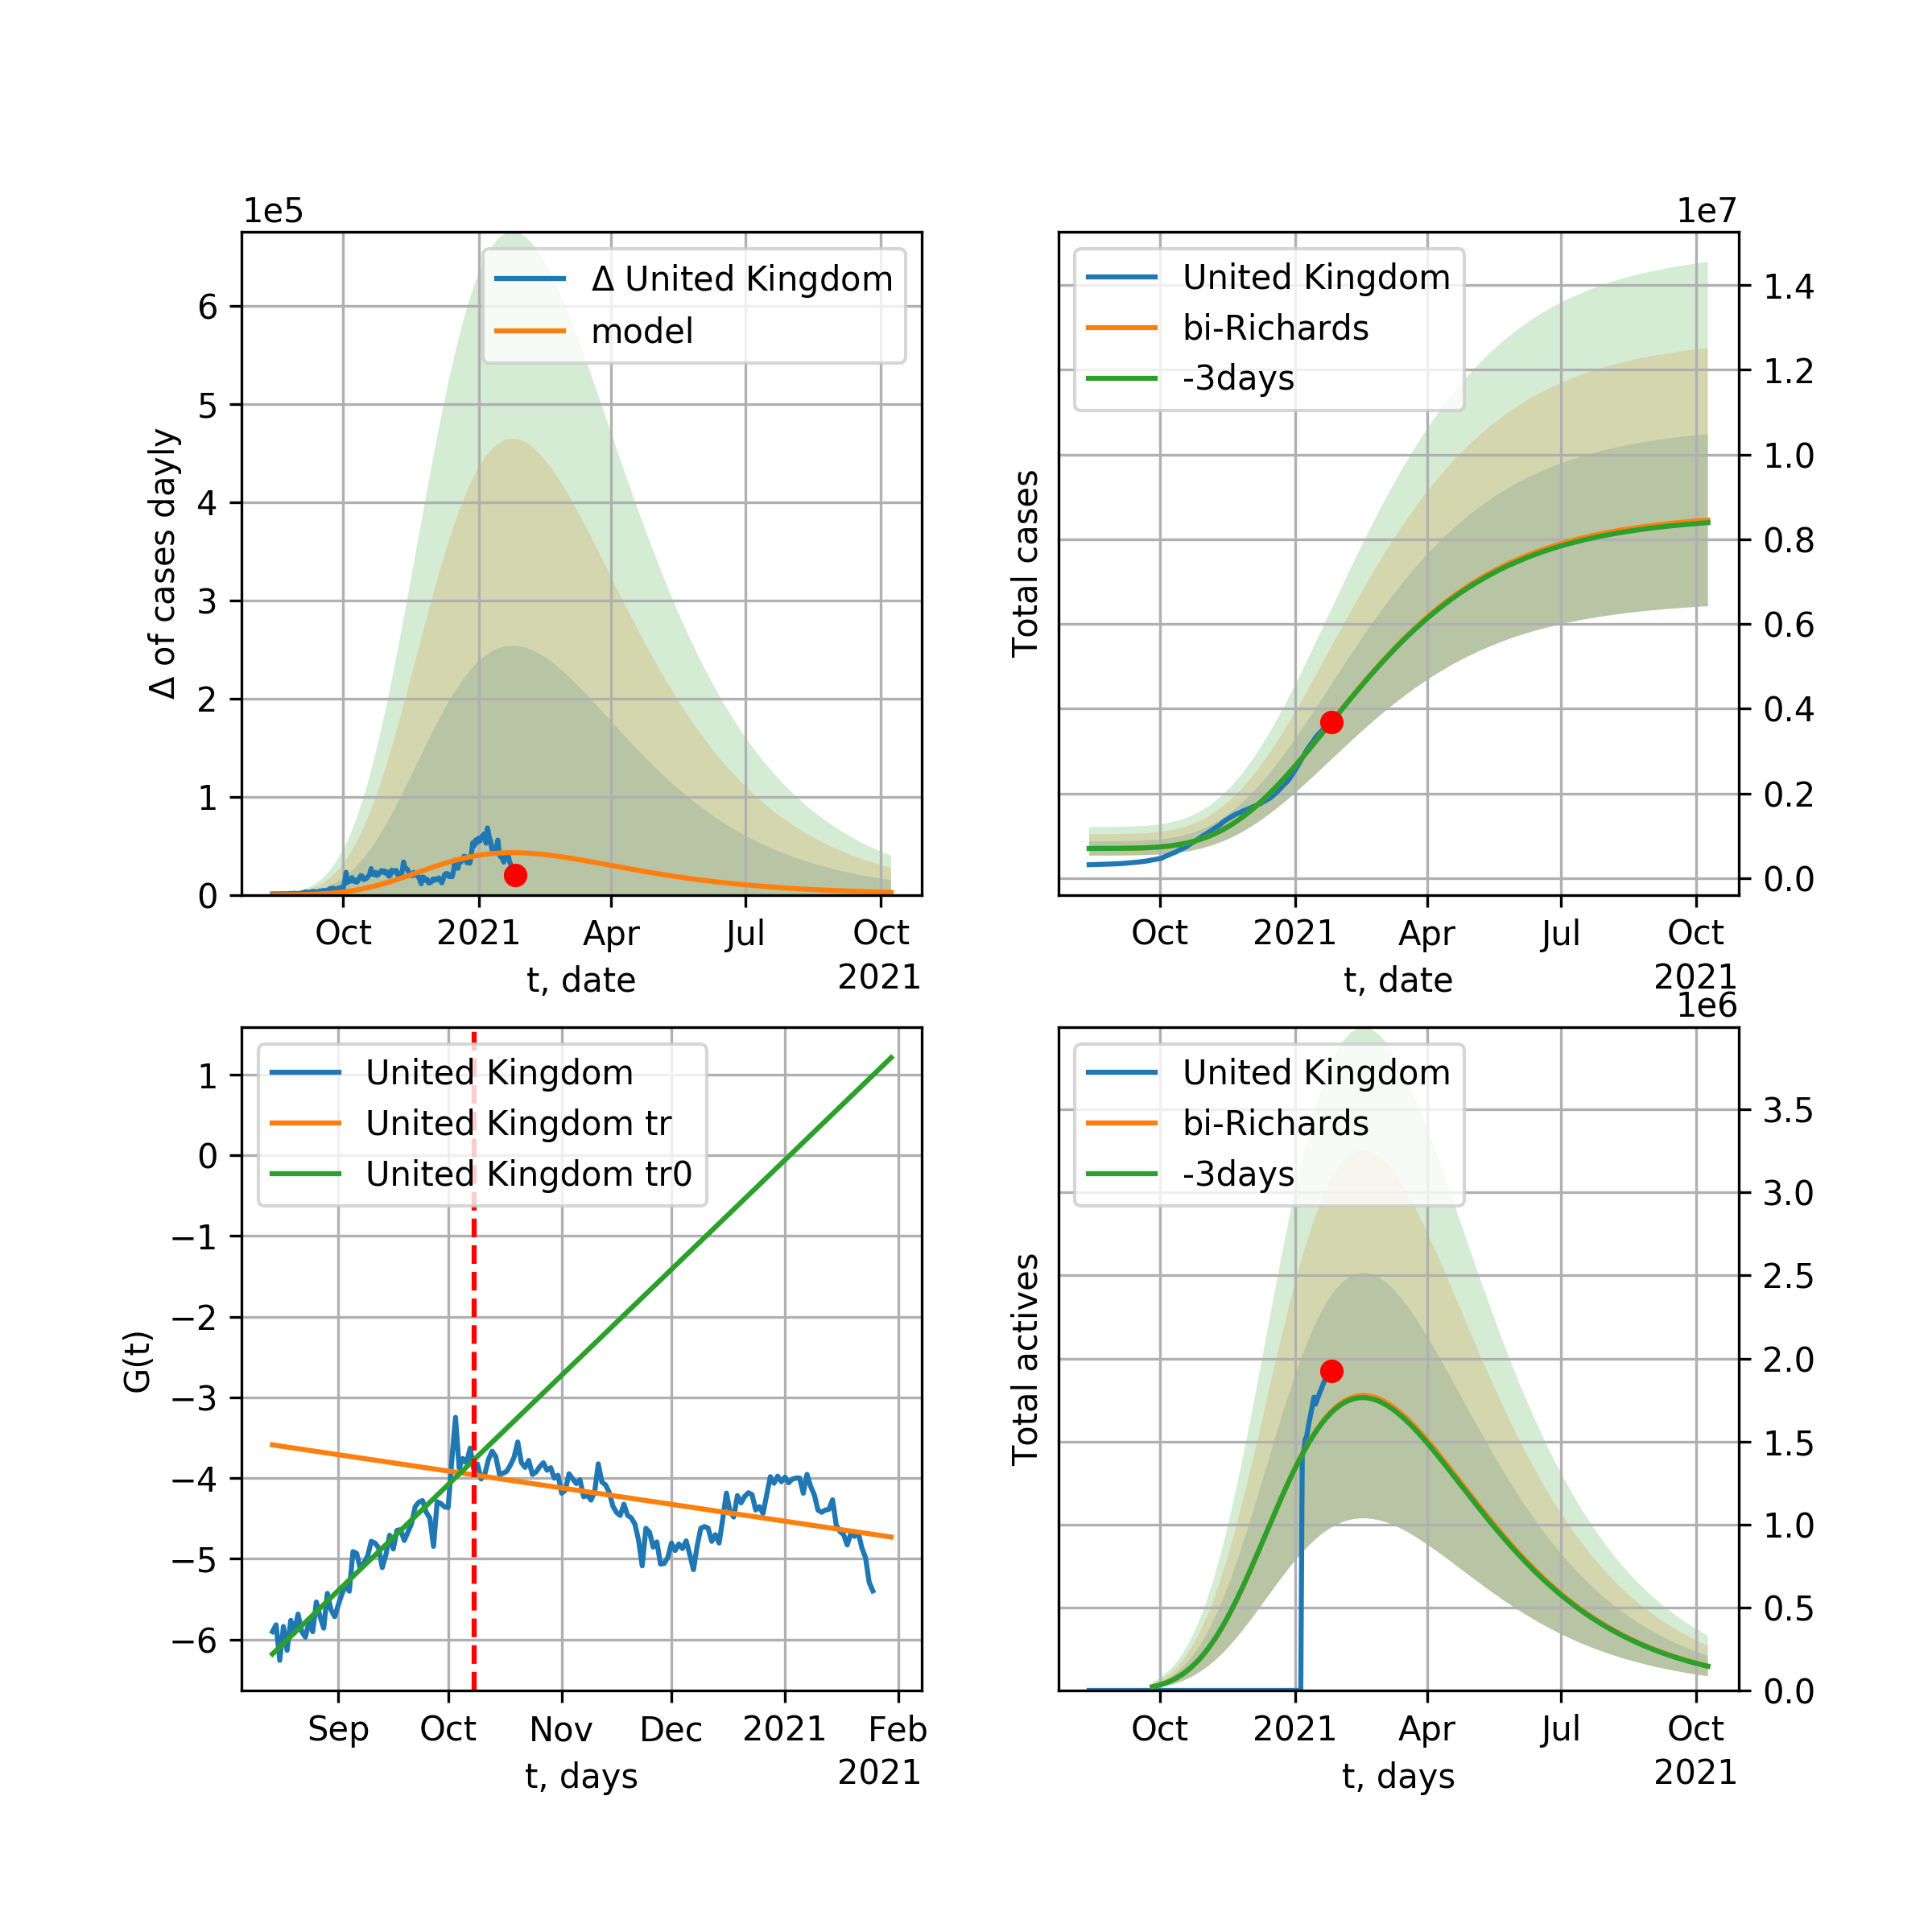 1e5
Δ of cases dayly
6
5
4
3
2
1
0
Δ United Kingdom
model
Oct
2021
Apr
Jul
Oct
2021
t, date
1e7
Total cases
United Kingdom
bi-Richards
-3days
1.4
1.2
1.0
0.8
0.6
0.4
0.2
0.0
Oct
2021
Apr
Jul
Oct
2021
t, date
G(t)
1
0
−1
−2
−3
−4
−5
−6
United Kingdom
United Kingdom tr
United Kingdom tr0
Sep
Oct
Nov
Dec
2021
Feb
2021
t, days
1e6
Total actives
United Kingdom
bi-Richards
-3days
3.5
3.0
2.5
2.0
1.5
1.0
0.5
0.0
Oct
2021
Apr
Jul
Oct
2021
t, days